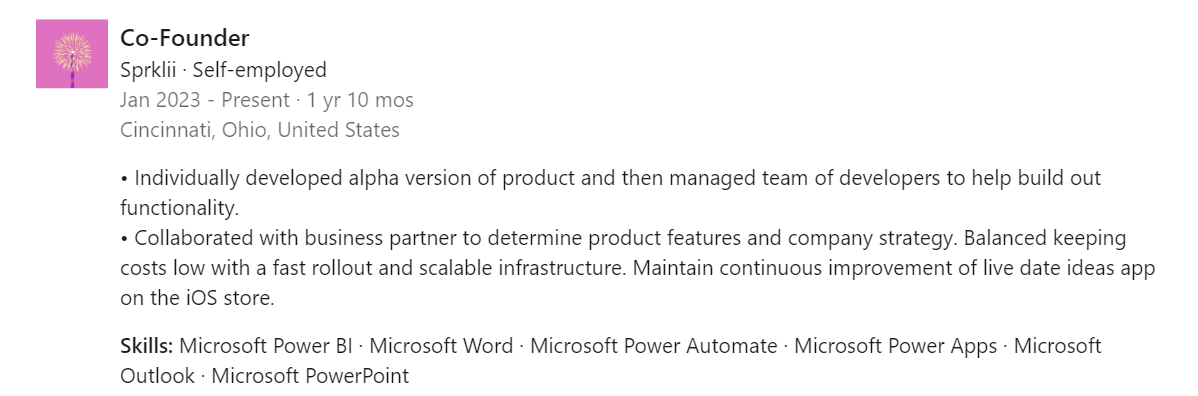 Co-Founder
Sprklii · Self-employed
Jan 2023 - Present · 1 yr 10 mos
Cincinnati, Ohio, United States
• Individually developed alpha version of product and then managed team of developers to help build out
functionality.
• Collaborated with business partner to determine product features and company strategy. Balanced keeping
costs low with a fast rollout and scalable infrastructure. Maintain continuous improvement of live date ideas app
on the iOS store.
Skills: Microsoft Power BI · Microsoft Word · Microsoft Power Automate · Microsoft Power Apps · Microsoft
Outlook · Microsoft PowerPoint